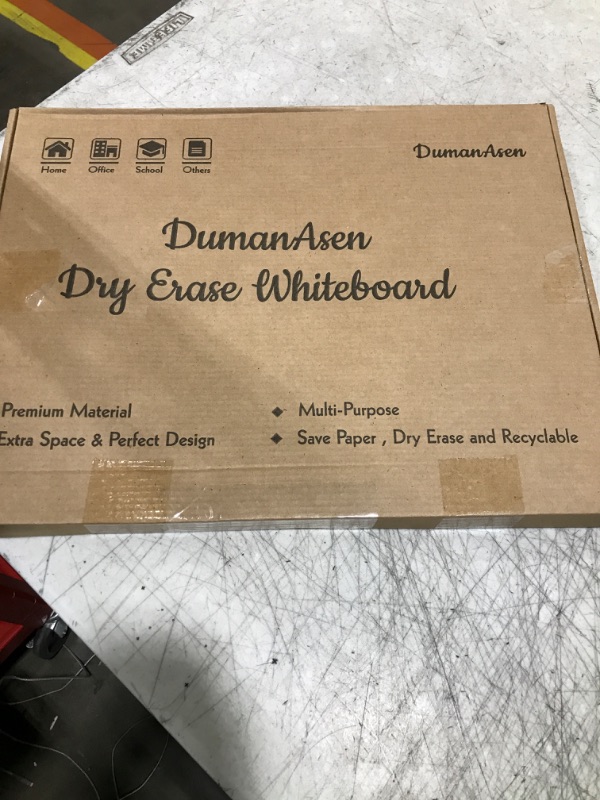 Home Office School Others
DumanAsen
DumanAsen
Dry Erase Whiteboard
Premium Material
◆ Multi-Purpose
Extra Space & Perfect Design
◆ Save Paper , Dry Erase and Recyclable